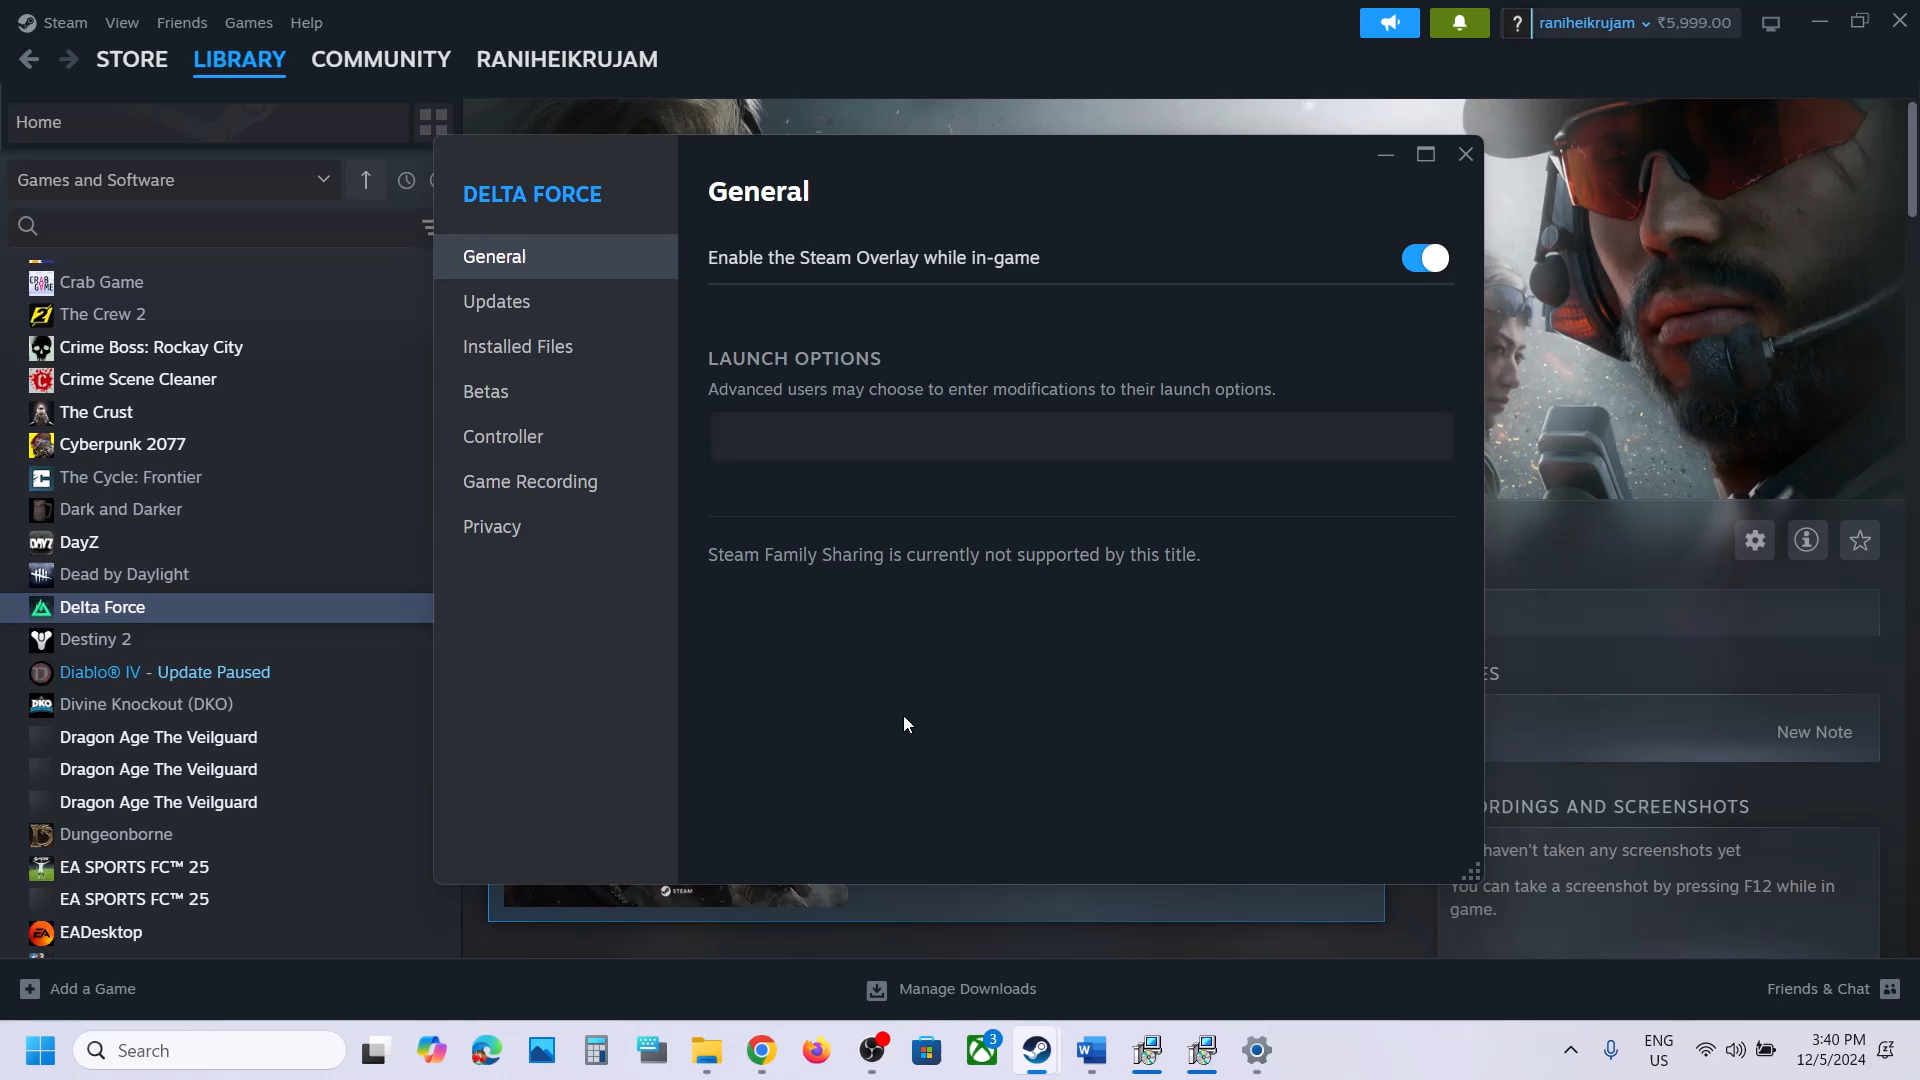 Steam View Friends Games Help
? raniheikrujam ₹5,999.00
STORE LIBRARY COMMUNITY RANIHEIKRUJAM
Home
Games and Software
Crab Game
The Crew 2
Crime Boss: Rockay City
Crime Scene Cleaner
The Crust
Cyberpunk 2077
The Cycle: Frontier
Dark and Darker
DayZ
Dead by Daylight
Delta Force
Destiny 2
Diablo® IV - Update Paused
Divine Knockout (DKO)
Dragon Age The Veilguard
Dragon Age The Veilguard
Dragon Age The Veilguard
Dungeonborne
EA SPORTS FC™ 25
EA SPORTS FC™ 25
EADesktop
DELTA FORCE
General
Updates
Installed Files
Betas
Controller
Game Recording
Privacy
General
Enable the Steam Overlay while in-game
LAUNCH OPTIONS
Advanced users may choose to enter modifications to their launch options.
Steam Family Sharing is currently not supported by this title.
STEAM
ES
New Note
RDINGS AND SCREENSHOTS
haven't taken any screenshots yet
You can take a screenshot by pressing F12 while in
game.
Add a Game
Manage Downloads
Friends & Chat
Search
3
ENG
US
3:40 PM
12/5/2024